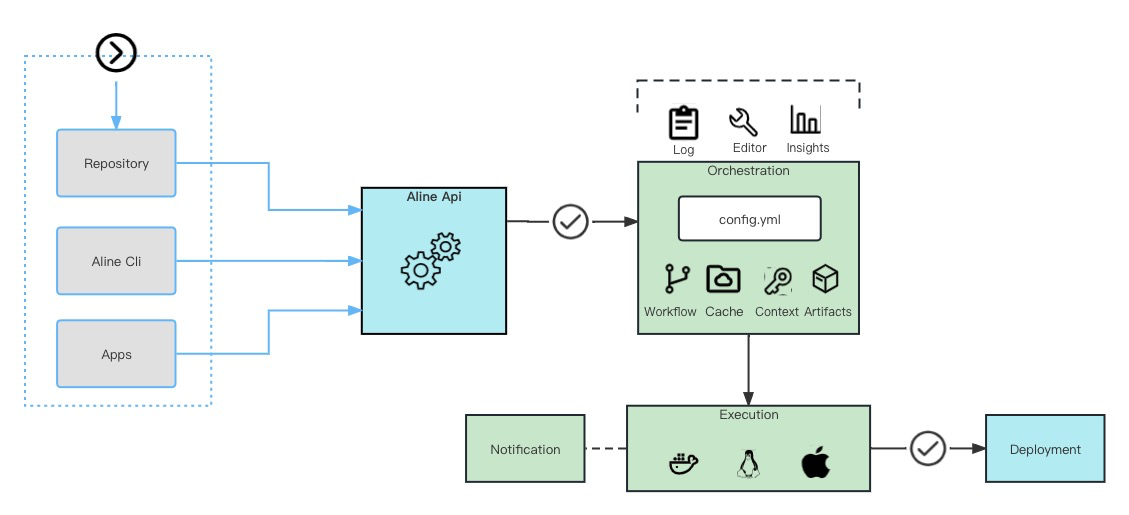 Repository
Aline Cli
Apps
Aline Api
Log
Editor
Insights
Orchestration
config.yml
Workflow
Cache
Context
Artifacts
Notification
Execution
Deployment